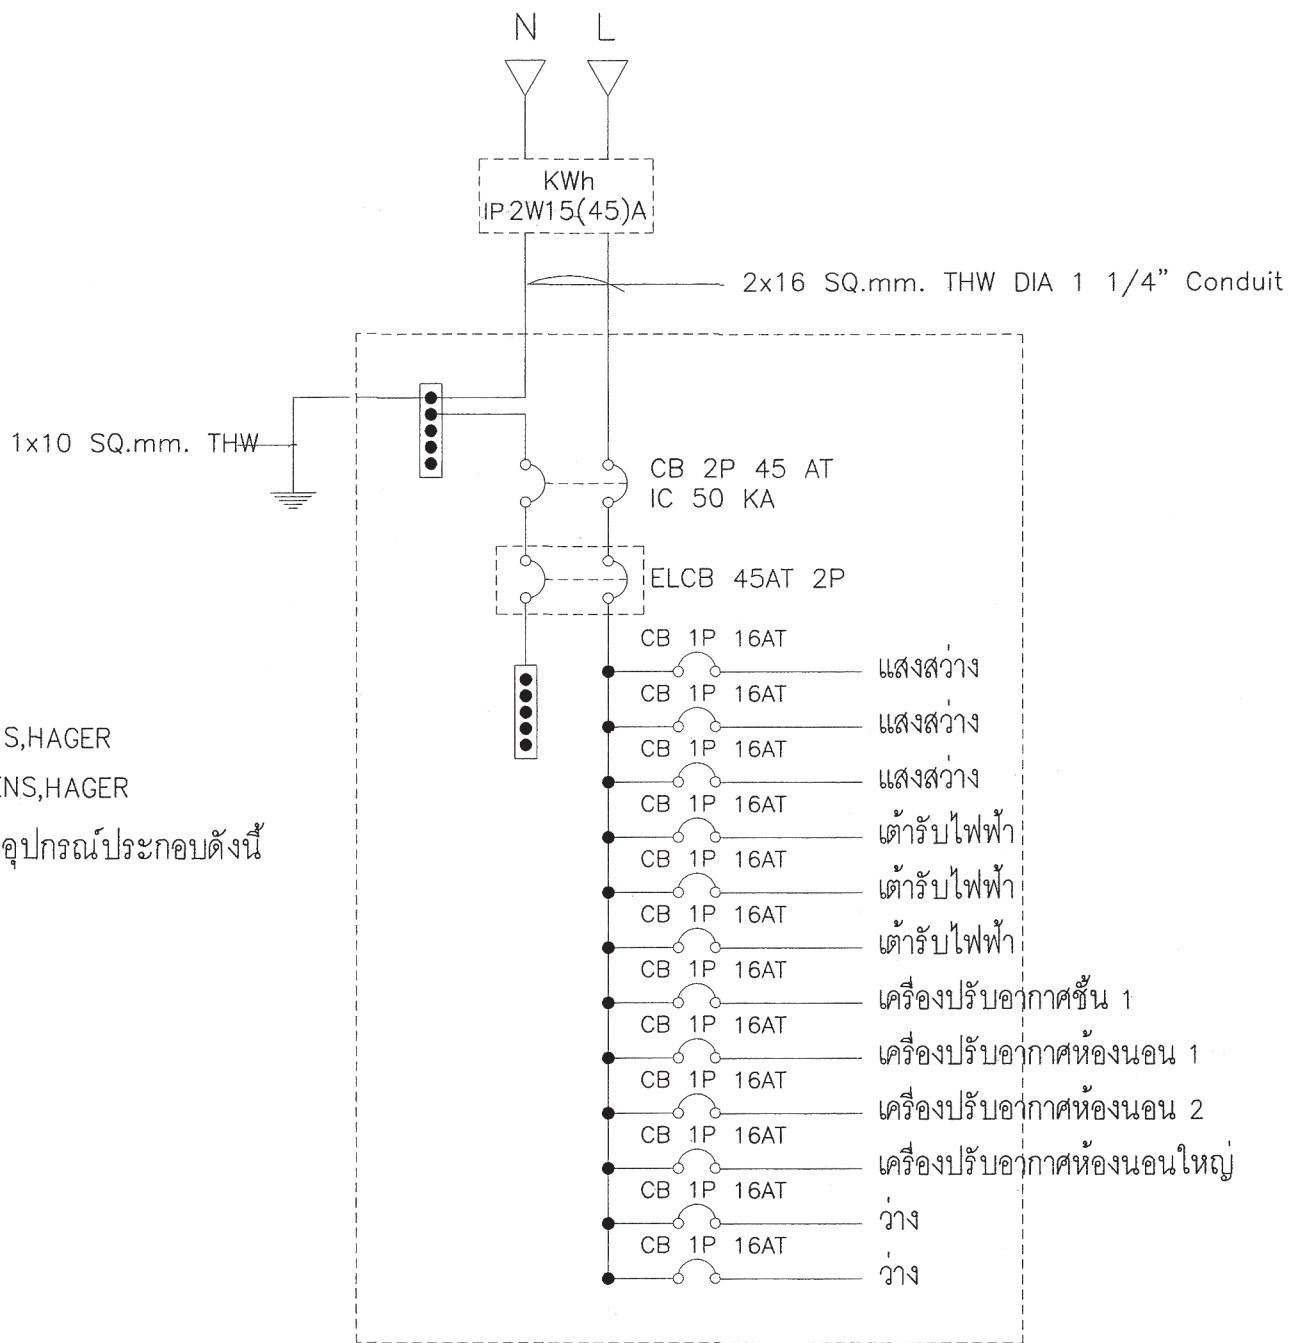 N L
KWh
IP 2W15(45)A
2x16 SQ.mm. THW DIA 1 1/4” Conduit
1x10 SQ.mm. THW
CB 2P 45 AT
IC 50 KA
ELCB 45AT 2P
CB 1P 16AT
แสงสว่าง
CB 1P 16AT
แสงสว่าง
CB 1P 16AT
แสงสว่าง
CB 1P 16AT
เต้ารับไฟฟ้า
CB 1P 16AT
เต้ารับไฟฟ้า
CB 1P 16AT
เต้ารับไฟฟ้า
CB 1P 16AT
เครื่องปรับอากาศชั้น 1
CB 1P 16AT
เครื่องปรับอากาศห้องนอน 1
CB 1P 16AT
เครื่องปรับอากาศห้องนอน 2
CB 1P 16AT
เครื่องปรับอากาศห้องนอนใหญ่
CB 1P 16AT
ว่าง
CB 1P 16AT
ว่าง
S,HAGER
ENS,HAGER
อุปกรณ์ประกอบดังนี้